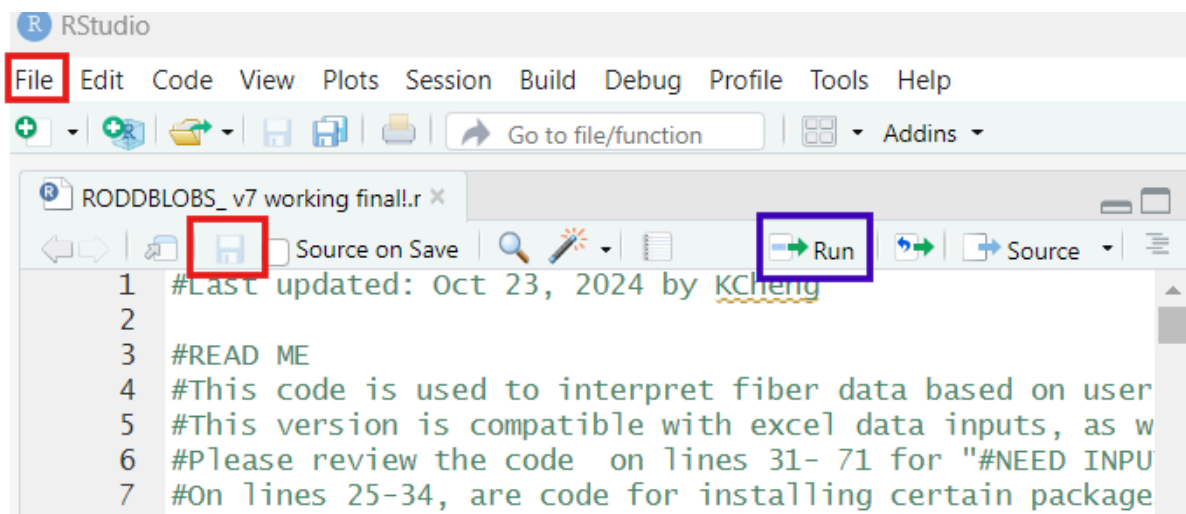 R RStudio
File Edit Code View Plots Session Build Debug Profile Tools Help
R Go to file/function Addins
R RODDBLOBS_ v7 working final!.r
Source on Save Run Source
1 #Last updated: Oct 23, 2024 by KCheng
2
3 #READ ME
4 #This code is used to interpret fiber data based on user
5 #This version is compatible with excel data inputs, as w
6 #Please review the code  on lines 31- 71 for "#NEED INPU
7 #On lines 25-34, are code for installing certain package